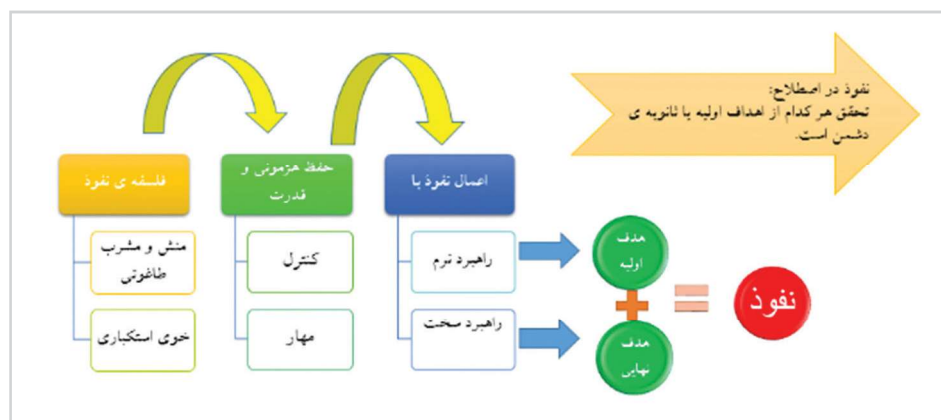 نفوذ در اصطلاح:
تحقق هر کدام از اهداف اولیه یا ثانویه ی
دشمن است.
فلسفه ی نفوذ
منش و مشرب
طاغوتی
خوی استکباری
حفظ هژمونی و
قدرت
کنترل
مهار
اعمال نفوذ با
راهبرد نرم
راهبرد سخت
هدف
اولیه
+
هدف
نهایی
=
نفوذ